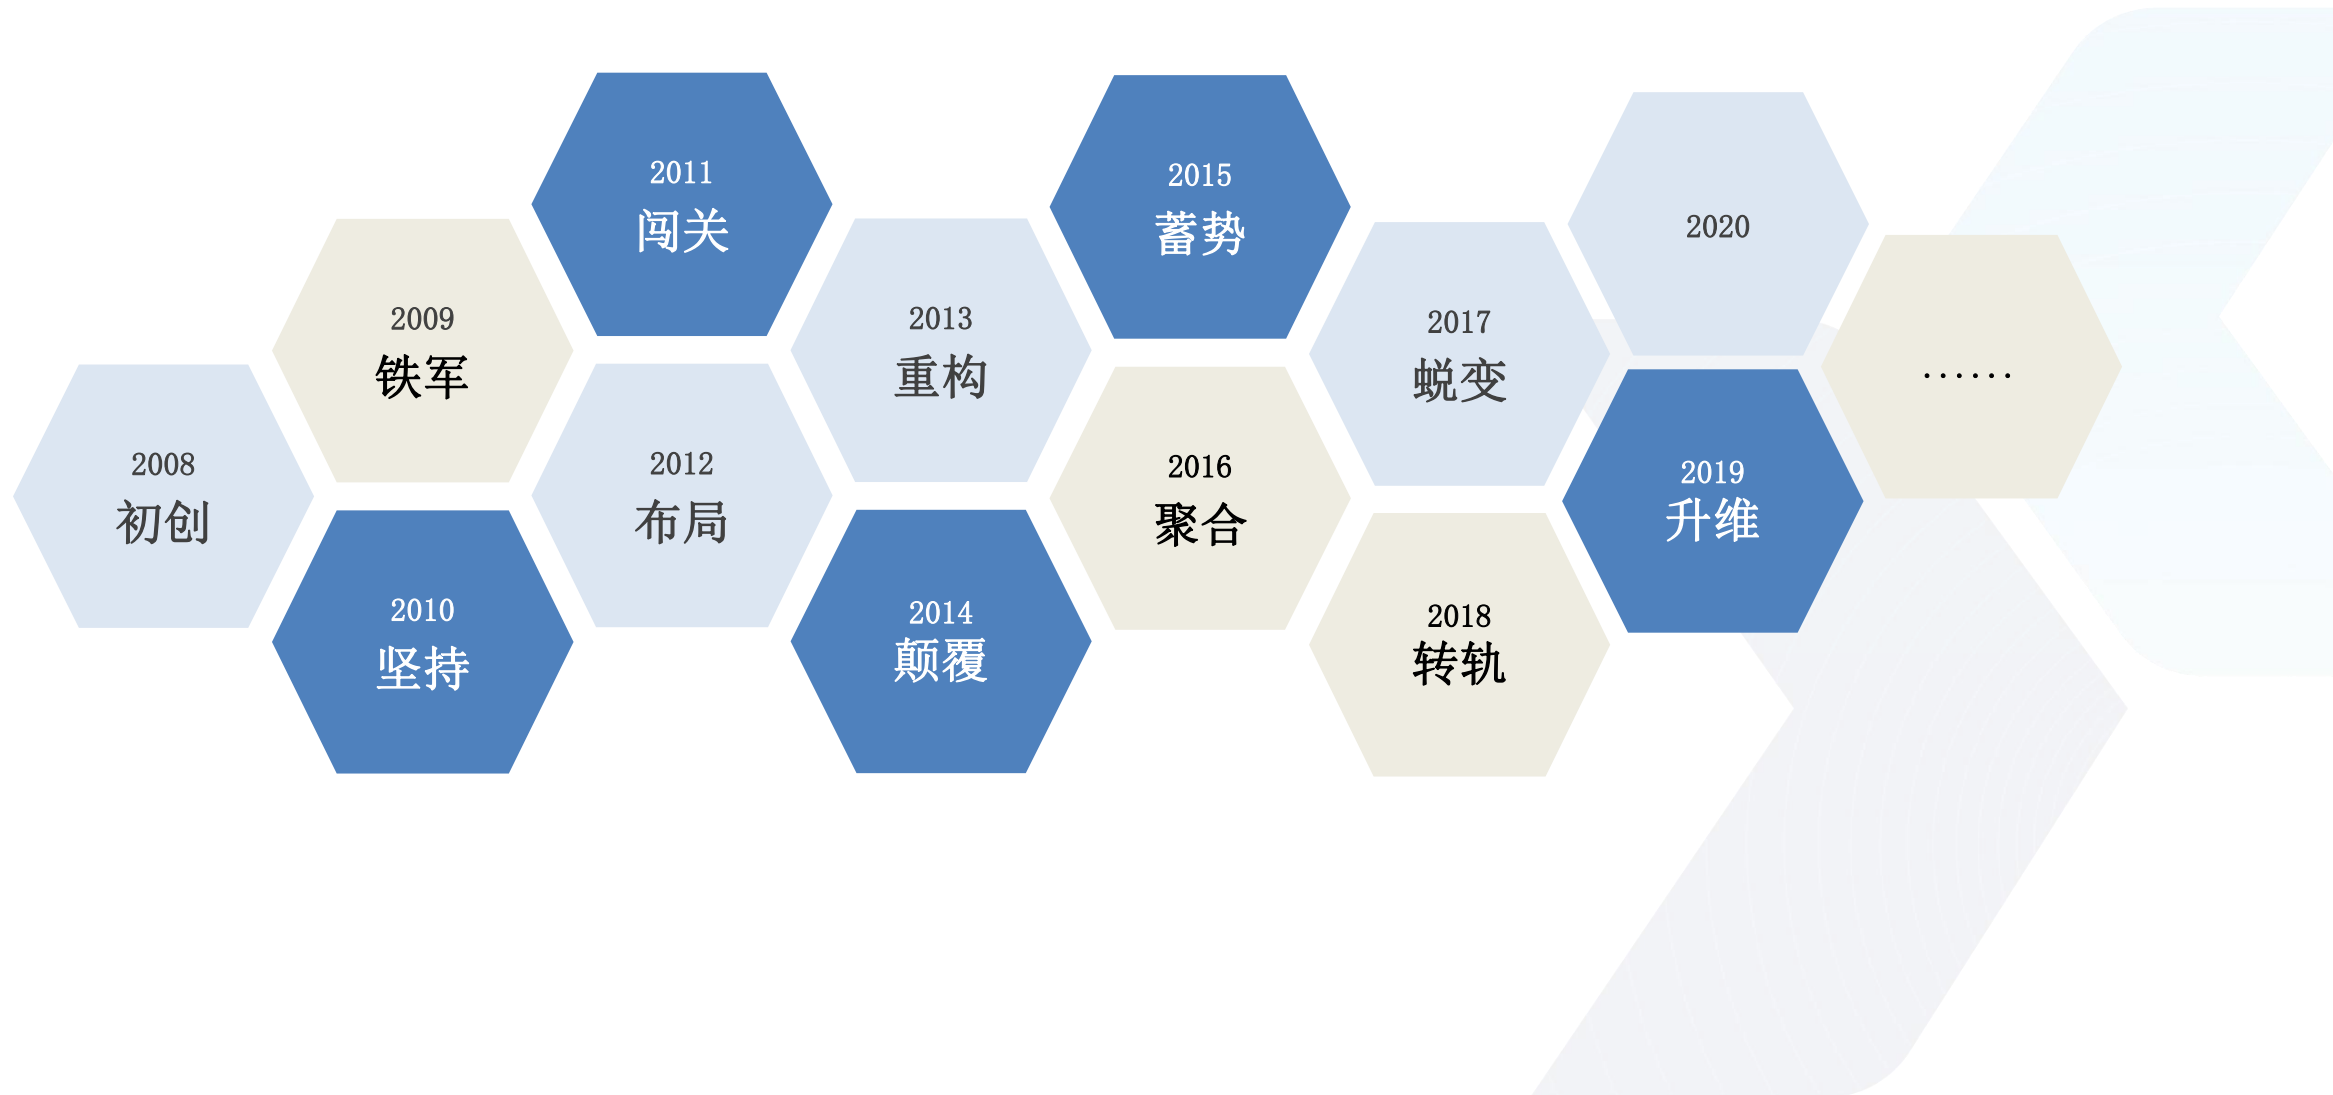 2008
初创
2009
铁军
2010
坚持
2011
闯关
2012
布局
2013
重构
2014
颠覆
2015
蓄势
2016
聚合
2017
蜕变
2018
转轨
2019
升维
2020
......